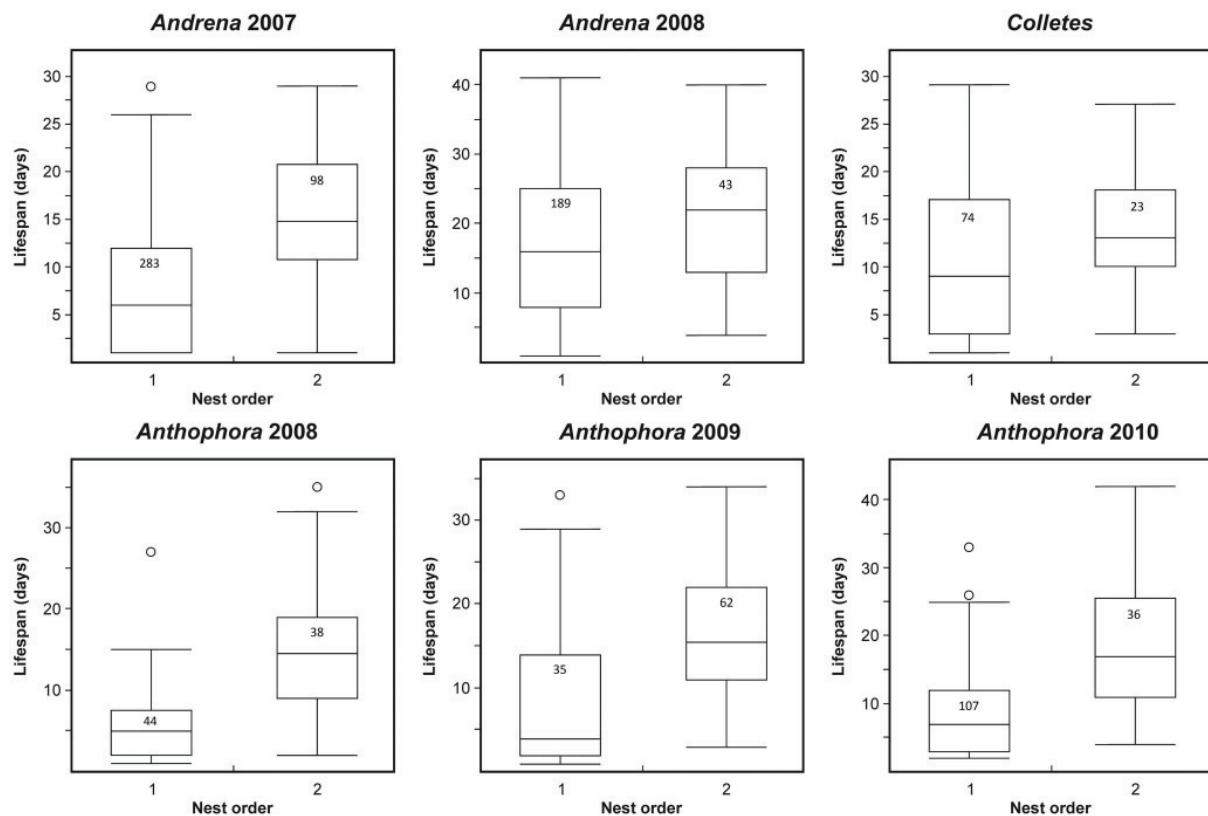 Andrena 2007
Andrena 2008
Colletes
Lifespan (days)
30
25
20
15
10
5
283
98
1
2
Nest order
Lifespan (days)
40
30
20
10
189
43
1
2
Nest order
Lifespan (days)
30
25
20
15
10
5
74
23
1
2
Nest order
Anthophora 2008
Anthophora 2009
Anthophora 2010
Lifespan (days)
30
20
10
44
38
1
2
Nest order
Lifespan (days)
30
20
10
35
62
1
2
Nest order
Lifespan (days)
40
30
20
10
107
36
1
2
Nest order